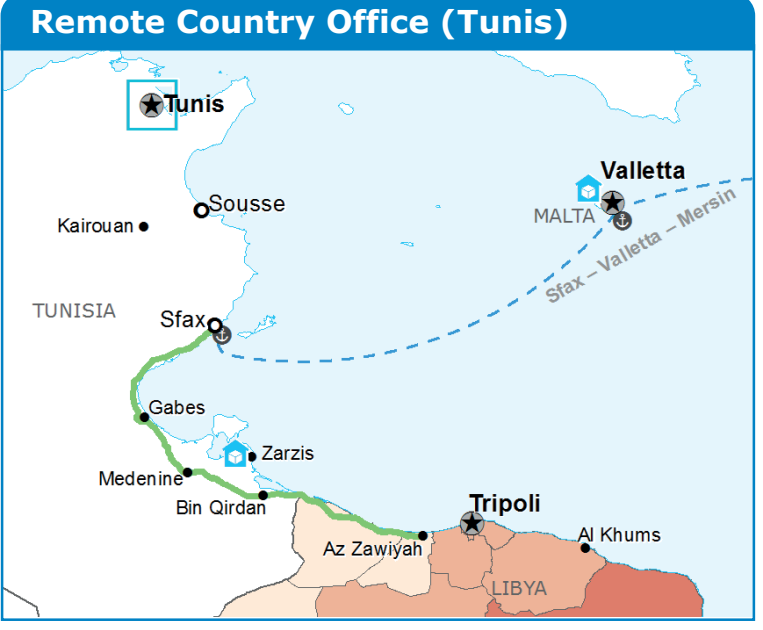 Remote Country Office (Tunis)
Tunis
Valletta
Sousse
MALTA
Kairouan
Sfax – Valletta – Mersin
TUNISIA
Sfax
Gabes
Zarzis
Medenine
Bin Qirdan
Tripoli
Al Khums
Az Zawiyah
LIBYA